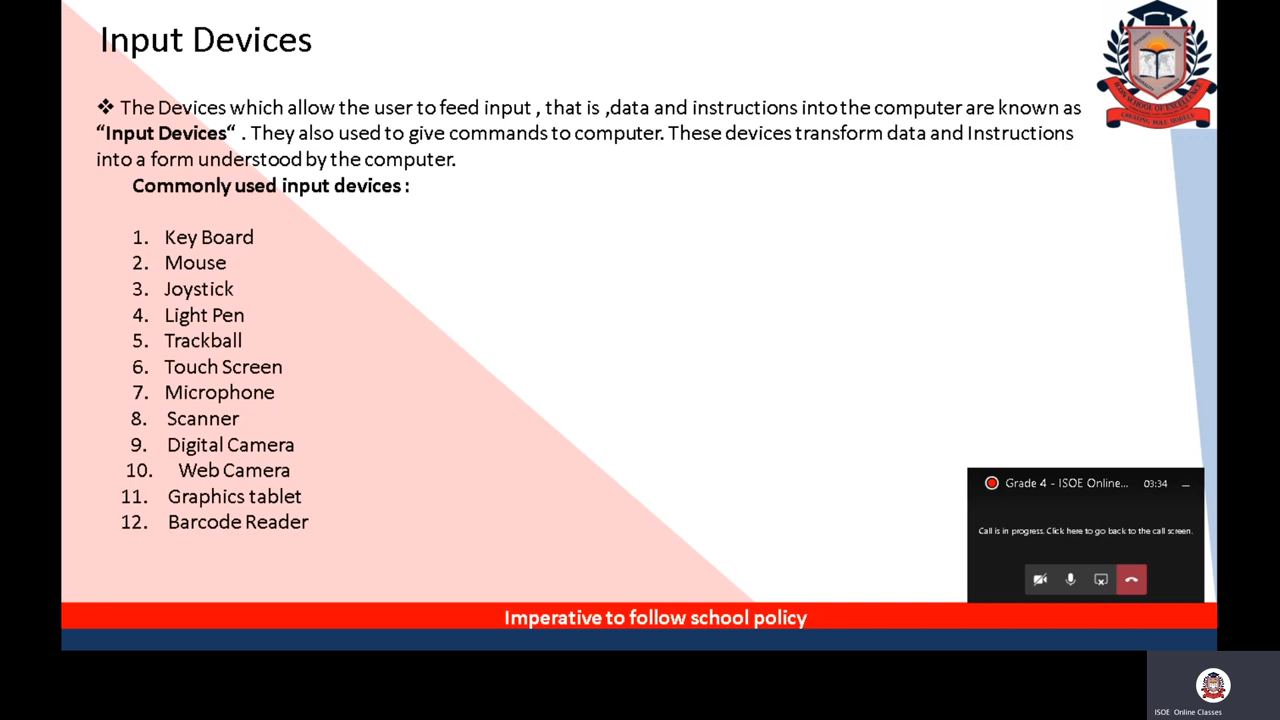 Input Devices
❖ The Devices which allow the user to feed input , that is ,data and instructions into the computer are known as
“Input Devices“ . They also used to give commands to computer. These devices transform data and Instructions
into a form understood by the computer.
Commonly used input devices :
1. Key Board
2. Mouse
3. Joystick
4. Light Pen
5. Trackball
6. Touch Screen
7. Microphone
8. Scanner
9. Digital Camera
10. Web Camera
11. Graphics tablet
12. Barcode Reader
Grade 4 - ISOE Online... 03:34
Call is in progress. Click here to go back to the call screen.
Imperative to follow school policy
CREATING ROLE MODELS
ISOE Online Classes